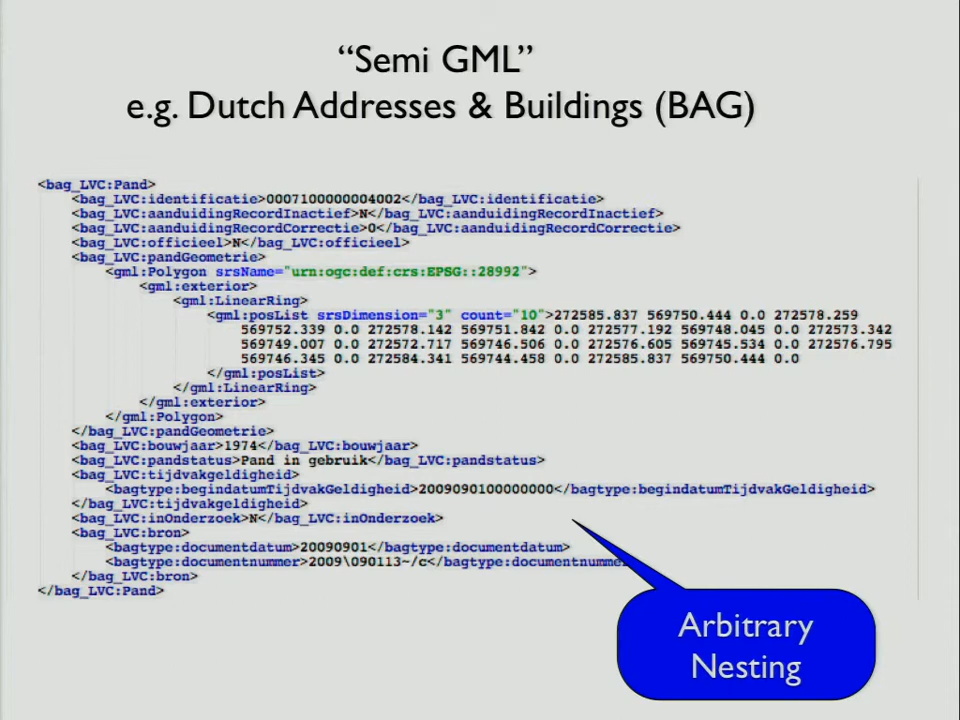 “Semi GML”
e.g. Dutch Addresses & Buildings (BAG)
<bag_LVC:Pand>
<bag_LVC:identificatie>0007100000004002</bag_LVC:identificatie>
<bag_LVC:aanduidingRecordInactief>N</bag_LVC:aanduidingRecordInactief>
<bag_LVC:aanduidingRecordCorrectie>0</bag_LVC:aanduidingRecordCorrectie>
<bag_LVC:officieel>N</bag_LVC:officieel>
<bag_LVC:pandGeometrie>
<gml:Polygon srsName="urn:ogc:def:crs:EPSG::28992">
<gml:exterior>
<gml:LinearRing>
<gml:posList srsDimension="3" count="10">272585.837 569750.444 0.0 272578.259
569752.339 0.0 272578.142 569751.842 0.0 272577.192 569748.045 0.0 272573.342
569749.007 0.0 272572.717 569746.506 0.0 272576.605 569745.534 0.0 272576.795
569746.345 0.0 272584.341 569744.458 0.0 272585.837 569750.444 0.0
</gml:posList>
</gml:LinearRing>
</gml:exterior>
</gml:Polygon>
</bag_LVC:pandGeometrie>
<bag_LVC:bouwjaar>1974</bag_LVC:bouwjaar>
<bag_LVC:pandstatus>Pand in gebruik</bag_LVC:pandstatus>
<bag_LVC:tijdvakgeldigheid>
<bagtype:begindatumTijdvakGeldigheid>2009090100000000</bagtype:begindatumTijdvakGeldigheid>
</bag_LVC:tijdvakgeldigheid>
<bag_LVC:inOnderzoek>N</bag_LVC:inOnderzoek>
<bag_LVC:bron>
<bagtype:documentdatum>20090901</bagtype:documentdatum>
<bagtype:documentnummer>2009\090113~/c</bagtype:documentnummer
</bag_LVC:bron>
</bag_LVC:Pand>
Arbitrary
Nesting